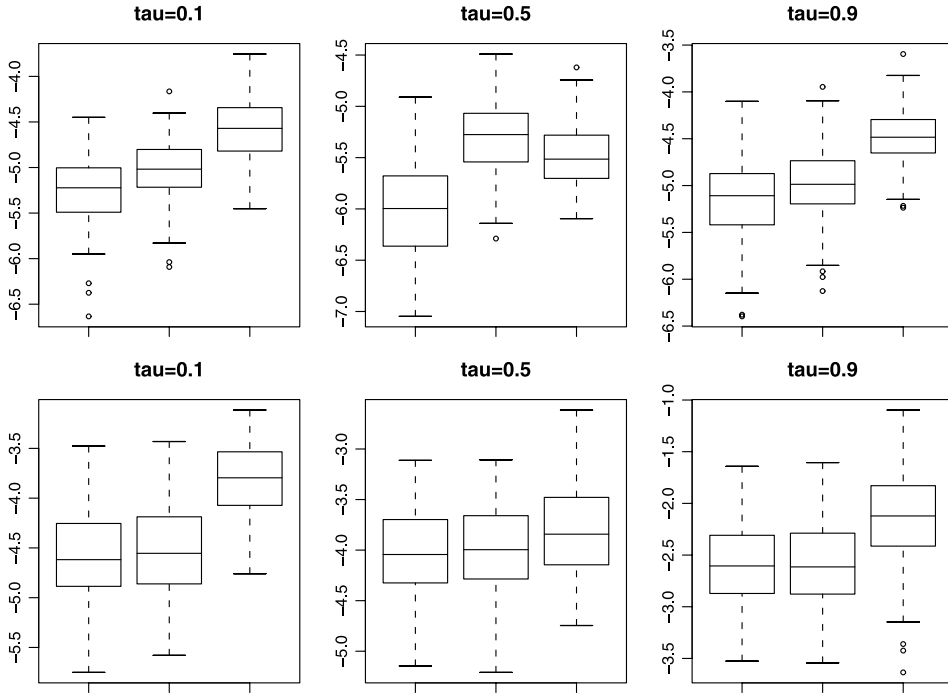 tau=0.1 tau=0.5 tau=0.9
−4.0 −4.5 −5.0 −5.5 −6.0 −6.5
−4.5 −5.0 −5.5 −6.0 −6.5 −7.0
−3.5 −4.0 −4.5 −5.0 −5.5 −6.0 −6.5
tau=0.1 tau=0.5 tau=0.9
−3.5 −4.0 −4.5 −5.0 −5.5
−3.0 −3.5 −4.0 −4.5 −5.0
−1.0 −1.5 −2.0 −2.5 −3.0 −3.5